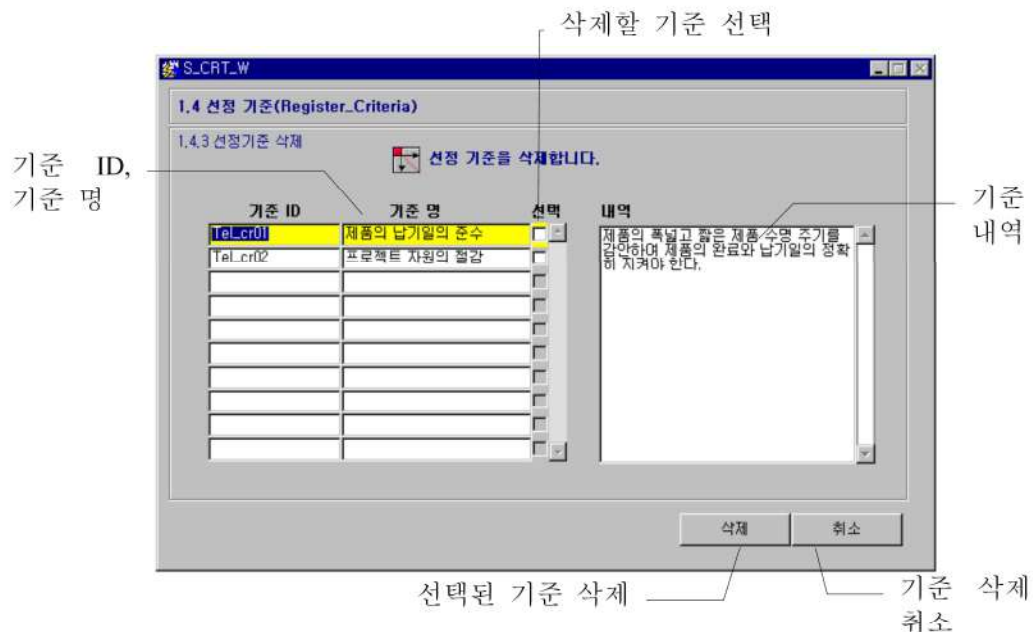 삭제할 기준 선택
S_CRT_W
1.4 선정 기준(Register_Criteria)
1.4.3 선정기준 삭제
선정 기준을 삭제합니다.
기준 ID,
기준 명
기준 ID 기준 명 선택 내역
기준
내역
Tel_cr01 제품의 납기일의 준수
Tel_cr02 프로젝트 자원의 절감
제품의 폭넓고 짧은 제품 수명 주기를
감안하며 제품의 완료와 납기일의 정확
히 지켜야 한다.
삭제 취소
선택된 기준 삭제
기준 삭제
취소